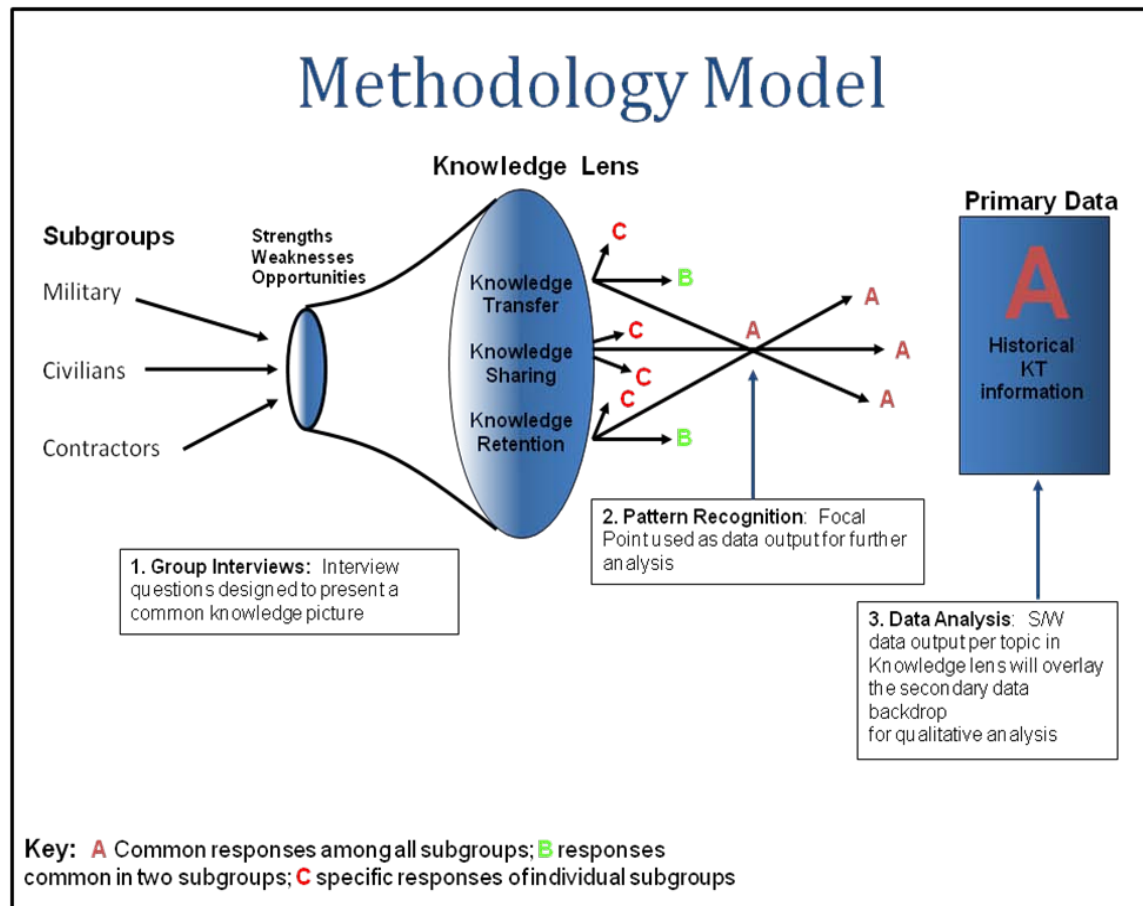 Methodology Model
Knowledge Lens
Primary Data
Subgroups
Strengths
Weaknesses
Opportunities
Military
Civilians
Contractors
Knowledge
Transfer
Knowledge
Sharing
Knowledge
Retention
C
B
C
C
C
B
A
A
A
A
A
Historical
KT
information
1. Group Interviews: Interview
questions designed to present a
common knowledge picture
2. Pattern Recognition: Focal
Point used as data output for further
analysis
3. Data Analysis: S/W
data output per topic in
Knowledge lens will overlay
the secondary data
backdrop
for qualitative analysis
Key: A Common responses among all subgroups; B responses
common in two subgroups; C specific responses of individual subgroups